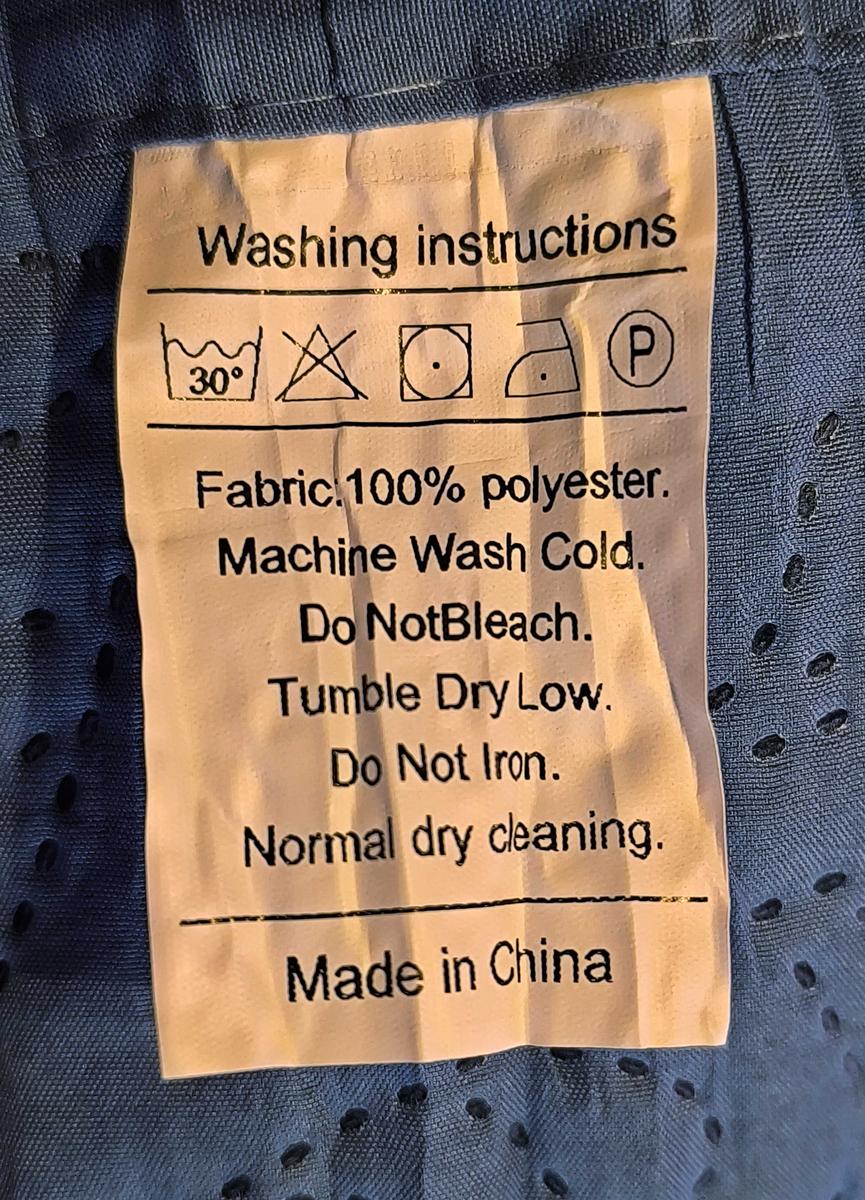 Washing instructions
30° P
Fabric:100% polyester.
Machine Wash Cold.
Do NotBleach.
Tumble Dry Low.
Do Not Iron.
Normal dry cleaning.
Made in China